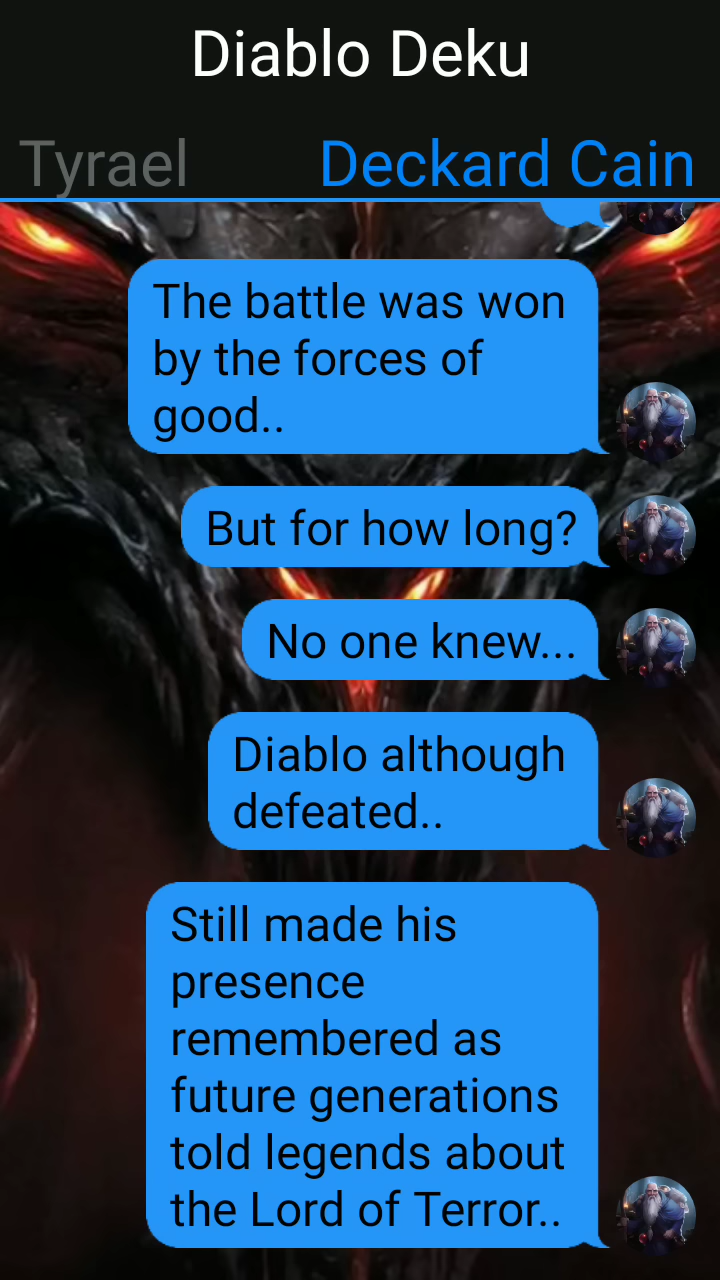 Diablo Deku
Tyrael Deckard Cain
The battle was won
by the forces of
good..
But for how long?
No one knew...
Diablo although
defeated..
Still made his
presence
remembered as
future generations
told legends about
the Lord of Terror..